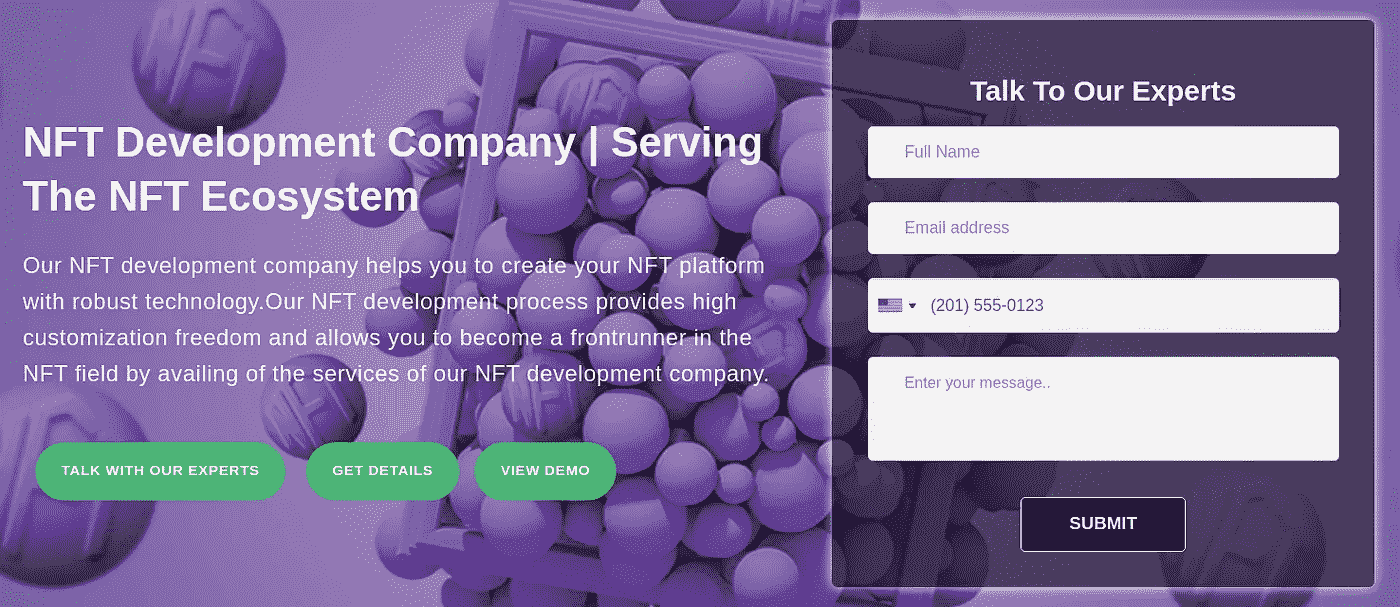 NFT Development Company | Serving
The NFT Ecosystem
Our NFT development company helps you to create your NFT platform
with robust technology.Our NFT development process provides high
customization freedom and allows you to become a frontrunner in the
NFT field by availing of the services of our NFT development company.
TALK WITH OUR EXPERTS
GET DETAILS
VIEW DEMO
Talk To Our Experts
Full Name
Email address
(201) 555-0123
Enter your message..
SUBMIT